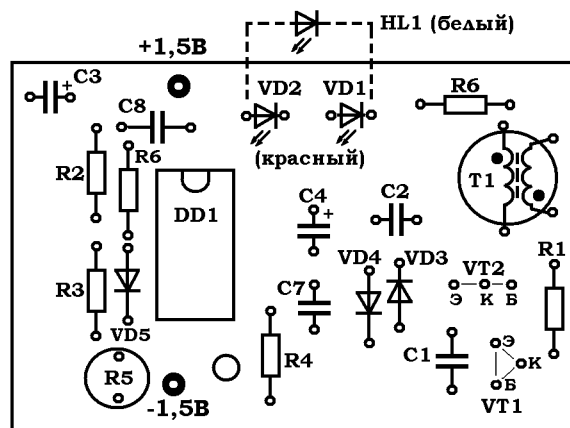 HL1 (белый)
+1,5В
C3
+
VD2
VD1
R6
C8
(красный)
R2
R6
T1
DD1
C4
+
C2
R1
VD4
VD3
VT2
Э К Б
R3
C7
VD5
R4
C1
Э
К
Б
R5
-1,5В
VT1